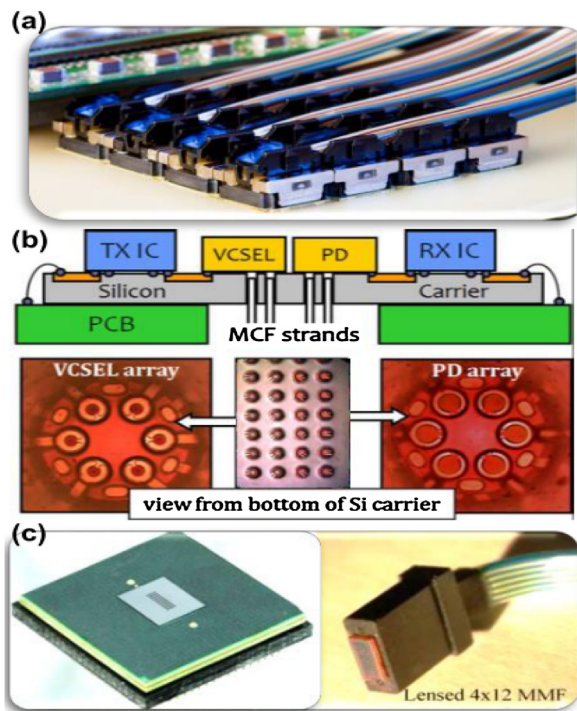 (a)
(b)
TX IC
VCSEL
PD
RX IC
Silicon
Carrier
PCB
MCF strands
VCSEL array
PD array
view from bottom of Si carrier
(c)
Lensed 4x12 MMF